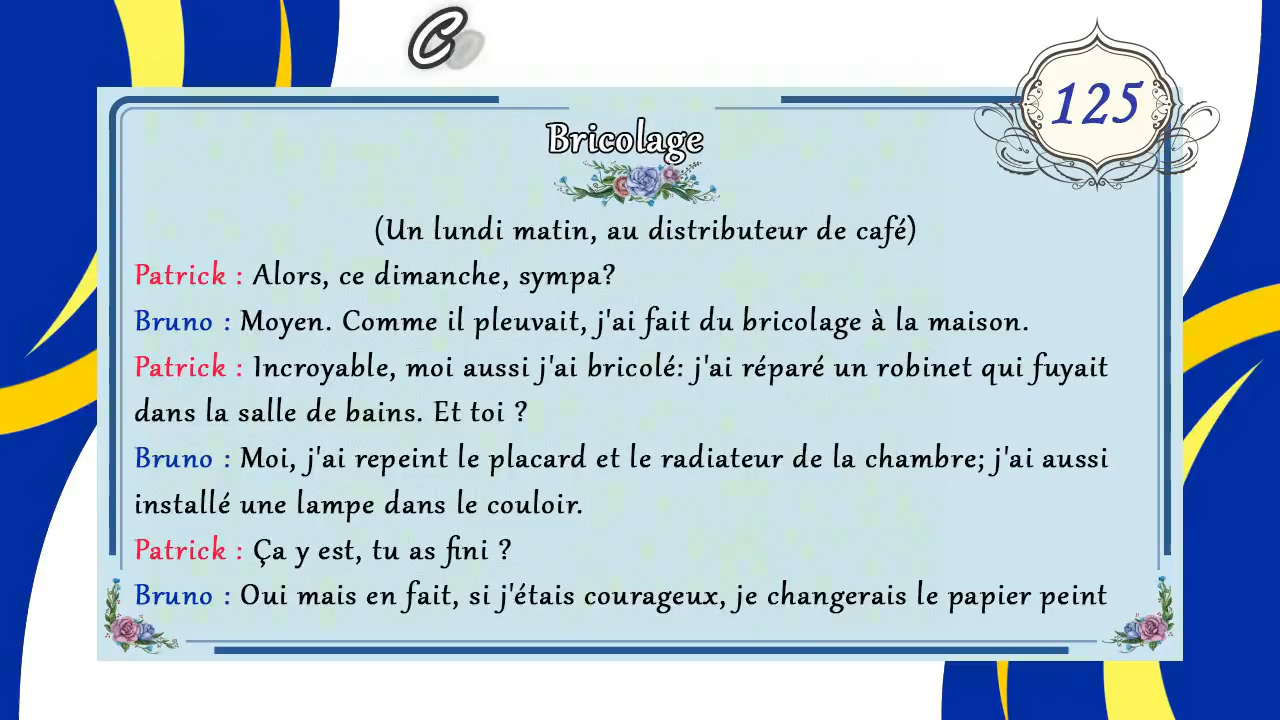 C
125
Bricolage
(Un lundi matin, au distributeur de café)
Patrick : Alors, ce dimanche, sympa?
Bruno : Moyen. Comme il pleuvait, j'ai fait du bricolage à la maison.
Patrick : Incroyable, moi aussi j'ai bricolé: j'ai réparé un robinet qui fuyait
dans la salle de bains. Et toi ?
Bruno : Moi, j'ai repeint le placard et le radiateur de la chambre; j'ai aussi
installé une lampe dans le couloir.
Patrick : Ça y est, tu as fini ?
Bruno : Oui mais en fait, si j'étais courageux, je changerais le papier peint